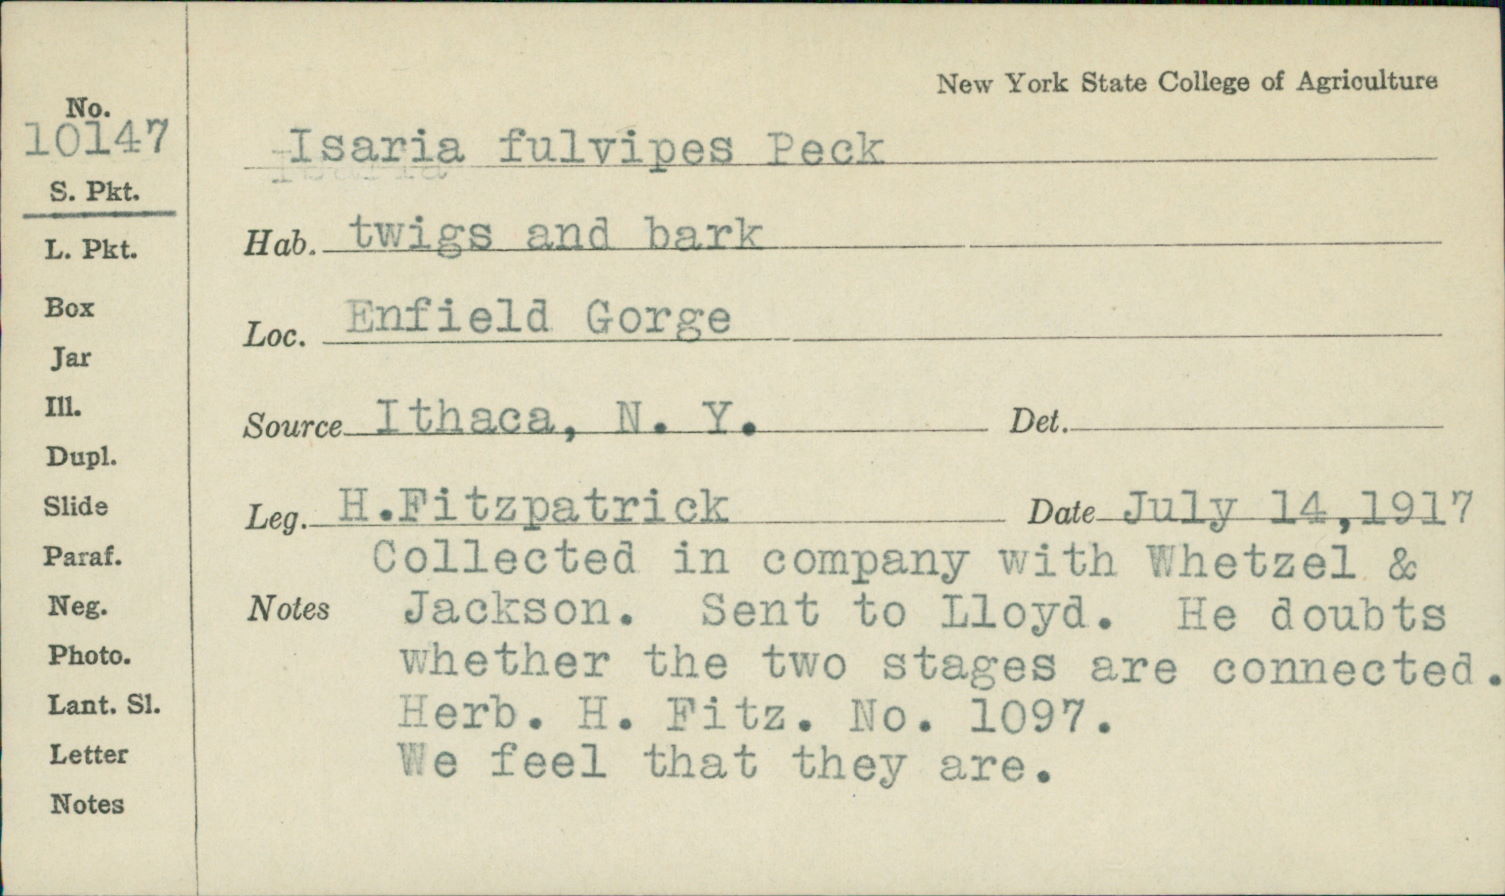 New York State College of Agriculture
No.
10147
S. Pkt.
L. Pkt.
Box
Jar
Ill.
Dupl.
Slide
Paraf.
Neg.
Photo.
Lant. Sl.
Letter
Notes
Isaria fulvipes Peck
Isaria
Hab. twigs and bark
Loc. Enfield Gorge
Source Ithaca, N. Y. Det.
Leg. H.Fitzpatrick Date July 14,1917
Collected in company with Whetzel &
Notes Jackson. Sent to Lloyd. He doubts
whether the two stages are connected.
Herb. H. Fitz. No. 1097.
We feel that they are.